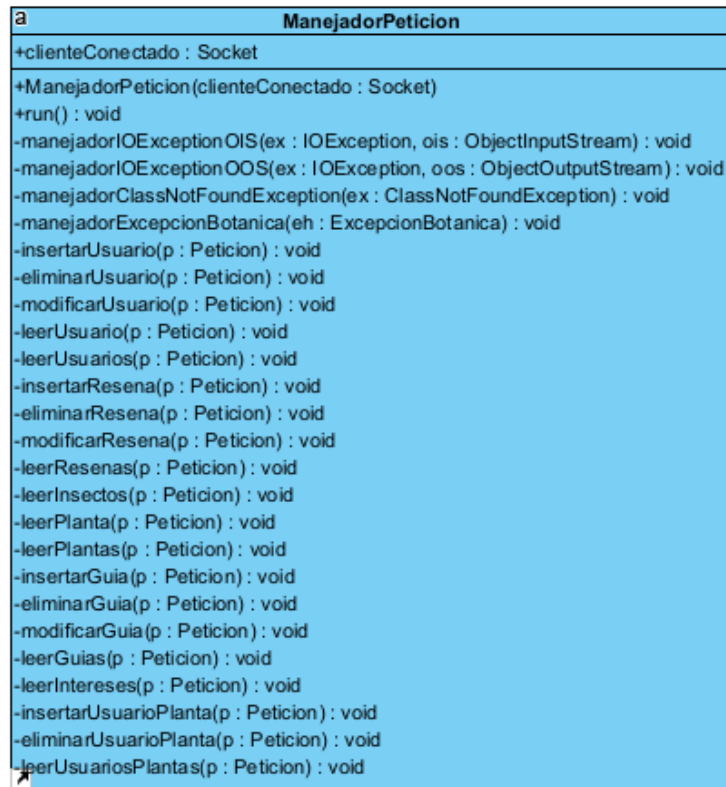 a
ManejadorPeticion
+clienteConectado : Socket
+ManejadorPeticion(clienteConectado : Socket)
+run() : void
-manejadorIOExceptionOIS(ex : IOException, ois : ObjectInputStream) : void
-manejadorIOExceptionOOS(ex : IOException, oos : ObjectOutputStream) : void
-manejadorClassNotFoundException(ex : ClassNotFoundException) : void
-manejadorExcepcionBotanica(eh : ExcepcionBotanica) : void
-insertarUsuario(p : Peticion) : void
-eliminarUsuario(p : Peticion) : void
-modificarUsuario(p : Peticion) : void
-leerUsuario(p : Peticion) : void
-leerUsuarios(p : Peticion) : void
-insertarResena(p : Peticion) : void
-eliminarResena(p : Peticion) : void
-modificarResena(p : Peticion) : void
-leerResenas(p : Peticion) : void
-leerInsectos(p : Peticion) : void
-leerPlanta(p : Peticion) : void
-leerPlantas(p : Peticion) : void
-insertarGuia(p : Peticion) : void
-eliminarGuia(p : Peticion) : void
-modificarGuia(p : Peticion) : void
-leerGuias(p : Peticion) : void
-leerIntereses(p : Peticion) : void
-insertarUsuarioPlanta(p : Peticion) : void
-eliminarUsuarioPlanta(p : Peticion) : void
-leerUsuariosPlantas(p : Peticion) : void